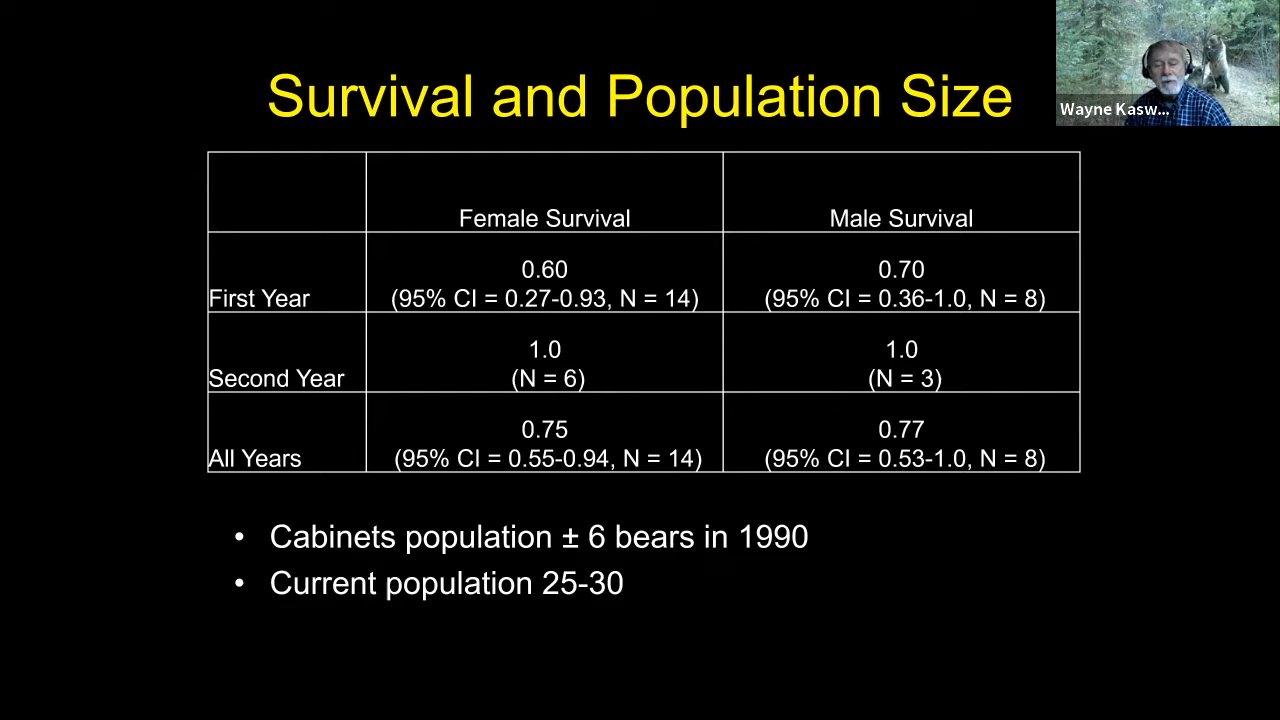 Survival and Population Size
Wayne Kasw...
Female Survival
Male Survival
First Year
0.60
(95% CI = 0.27-0.93, N = 14)
0.70
(95% CI = 0.36-1.0, N = 8)
Second Year
1.0
(N = 6)
1.0
(N = 3)
All Years
0.75
(95% CI = 0.55-0.94, N = 14)
0.77
(95% CI = 0.53-1.0, N = 8)
• Cabinets population ± 6 bears in 1990
• Current population 25-30